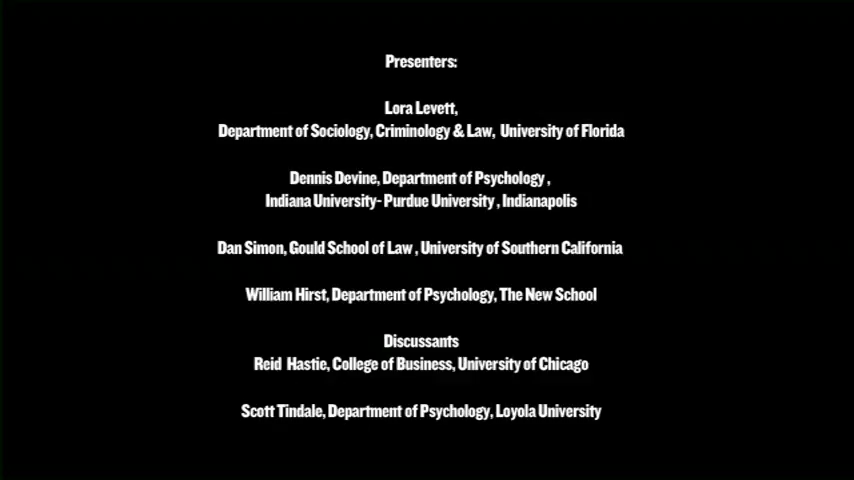 Presenters:
Lora Levett,
Department of Sociology, Criminology & Law, University of Florida
Dennis Devine, Department of Psychology ,
Indiana University- Purdue University , Indianapolis
Dan Simon, Gould School of Law , University of Southern California
William Hirst, Department of Psychology, The New School
Discussants
Reid Hastie, College of Business, University of Chicago
Scott Tindale, Department of Psychology, Loyola University